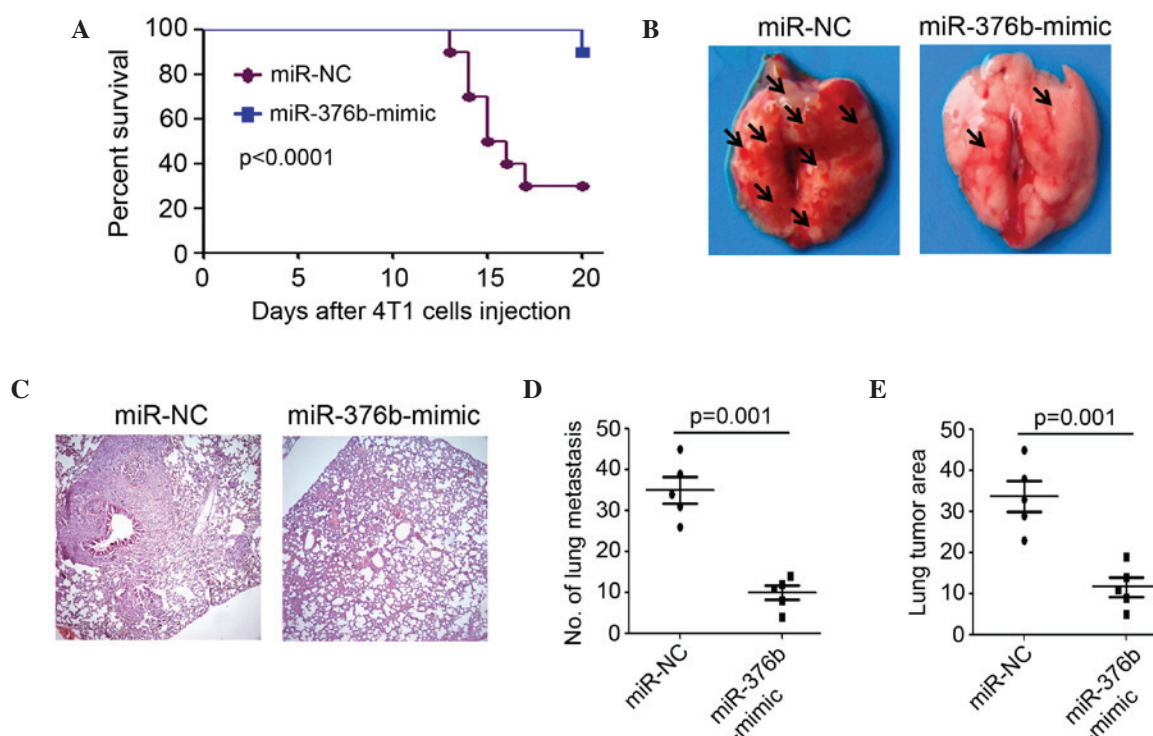 A
100
80
60
40
20
0
Percent survival
miR-NC
miR-376b-mimic
p<0.0001
0 5 10 15 20
Days after 4T1 cells injection
B
miR-NC miR-376b-mimic
C
miR-NC miR-376b-mimic
D
p=0.001
50
40
30
20
10
0
No. of lung metastasis
miR-NC
miR-376b
-mimic
E
p=0.001
50
40
30
20
10
0
Lung tumor area
miR-NC
miR-376b
-mimic